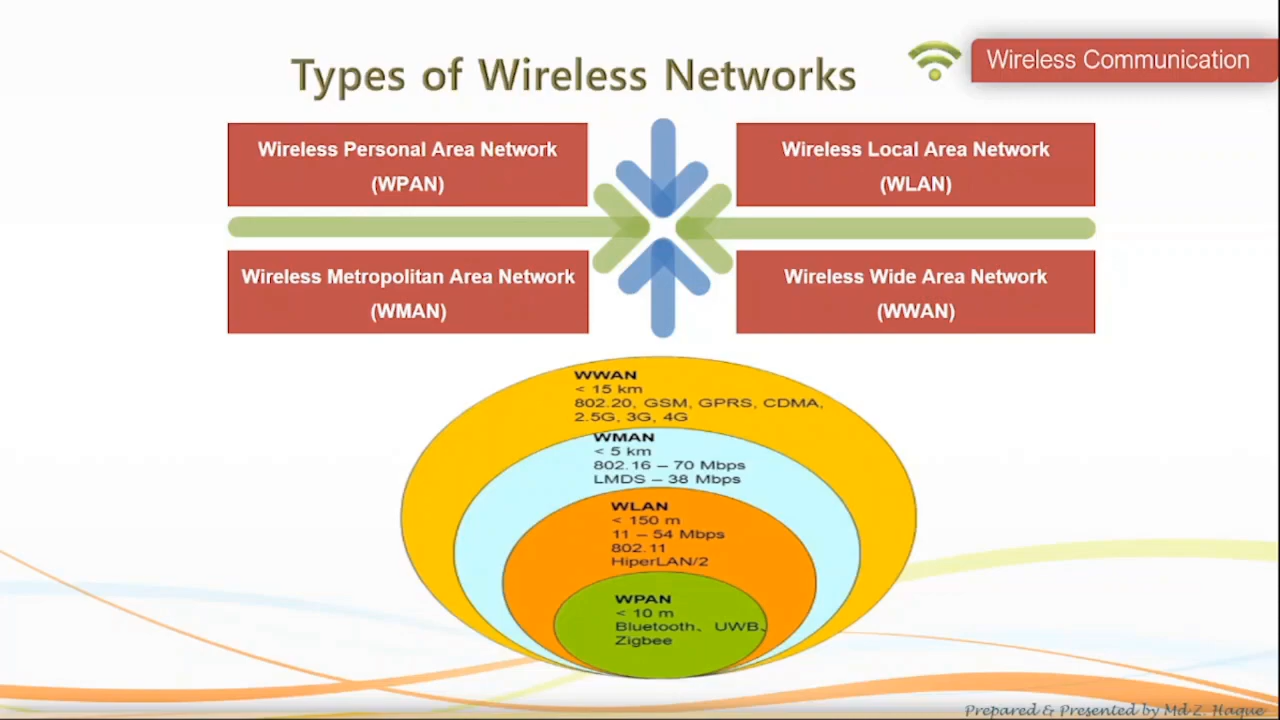 Types of Wireless Networks
Wireless Communication
Wireless Personal Area Network
(WPAN)
Wireless Local Area Network
(WLAN)
Wireless Metropolitan Area Network
(WMAN)
Wireless Wide Area Network
(WWAN)
WWAN
< 15 km
802.20, GSM, GPRS, CDMA,
2.5G, 3G, 4G
WMAN
< 5 km
802.16 – 70 Mbps
LMDS – 38 Mbps
WLAN
< 150 m
11 – 54 Mbps
802.11
HiperLAN/2
WPAN
< 10 m
Bluetooth、UWB、
Zigbee
Prepared & Presented by Md Z. Haque